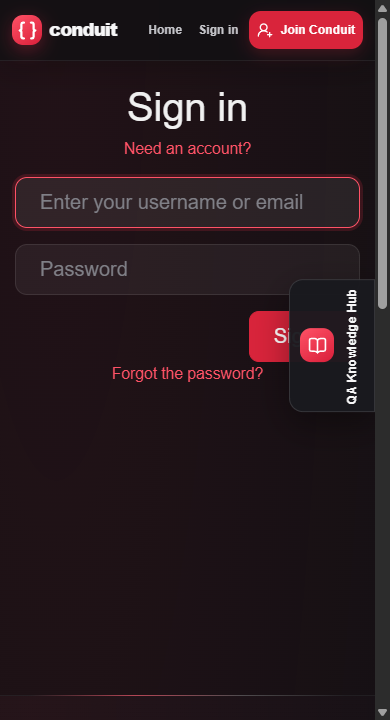 { } conduit
Home
Sign in
Join Conduit
Sign in
Need an account?
Enter your username or email
Password
Forgot the password?
QA Knowledge Hub